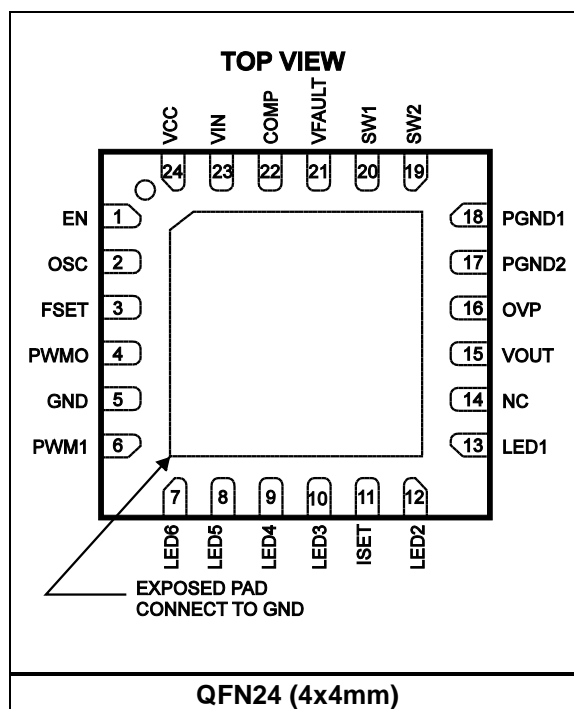 TOP VIEW
VCC VIN COMP VFAULT SW1 SW2
24 23 22 21 20 19
EN 1 18 PGND1
OSC 2 17 PGND2
FSET 3 16 OVP
PWMO 4 15 VOUT
GND 5 14 NC
PWM1 6 13 LED1
7 8 9 10 11 12
LED6 LED5 LED4 LED3 ISET LED2
EXPOSED PAD
CONNECT TO GND
QFN24 (4x4mm)